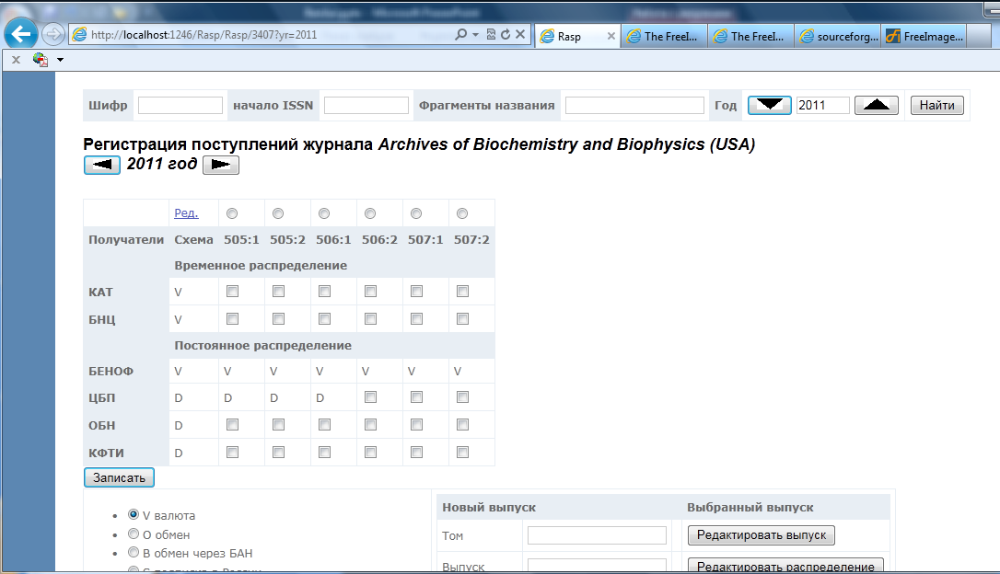 http://localhost:1246/Rasp/Rasp/3407?yr=2011
Rasp
The FreeI...
The FreeI...
sourceforg...
FreeImage...
Шифр начало ISSN Фрагменты названия Год 2011 Найти
Регистрация поступлений журнала Archives of Biochemistry and Biophysics (USA)
2011 год
Ред.
Получатели Схема 505:1 505:2 506:1 506:2 507:1 507:2
Временное распределение
КАТ V
БНЦ V
Постоянное распределение
БЕНОФ V V V V V V V
ЦБП D D D D
ОБН D
КФТИ D
Записать
V валюта
О обмен
В обмен через БАН
Новый выпуск Выбранный выпуск
Том Редактировать выпуск
Выпуск Редактировать распределение